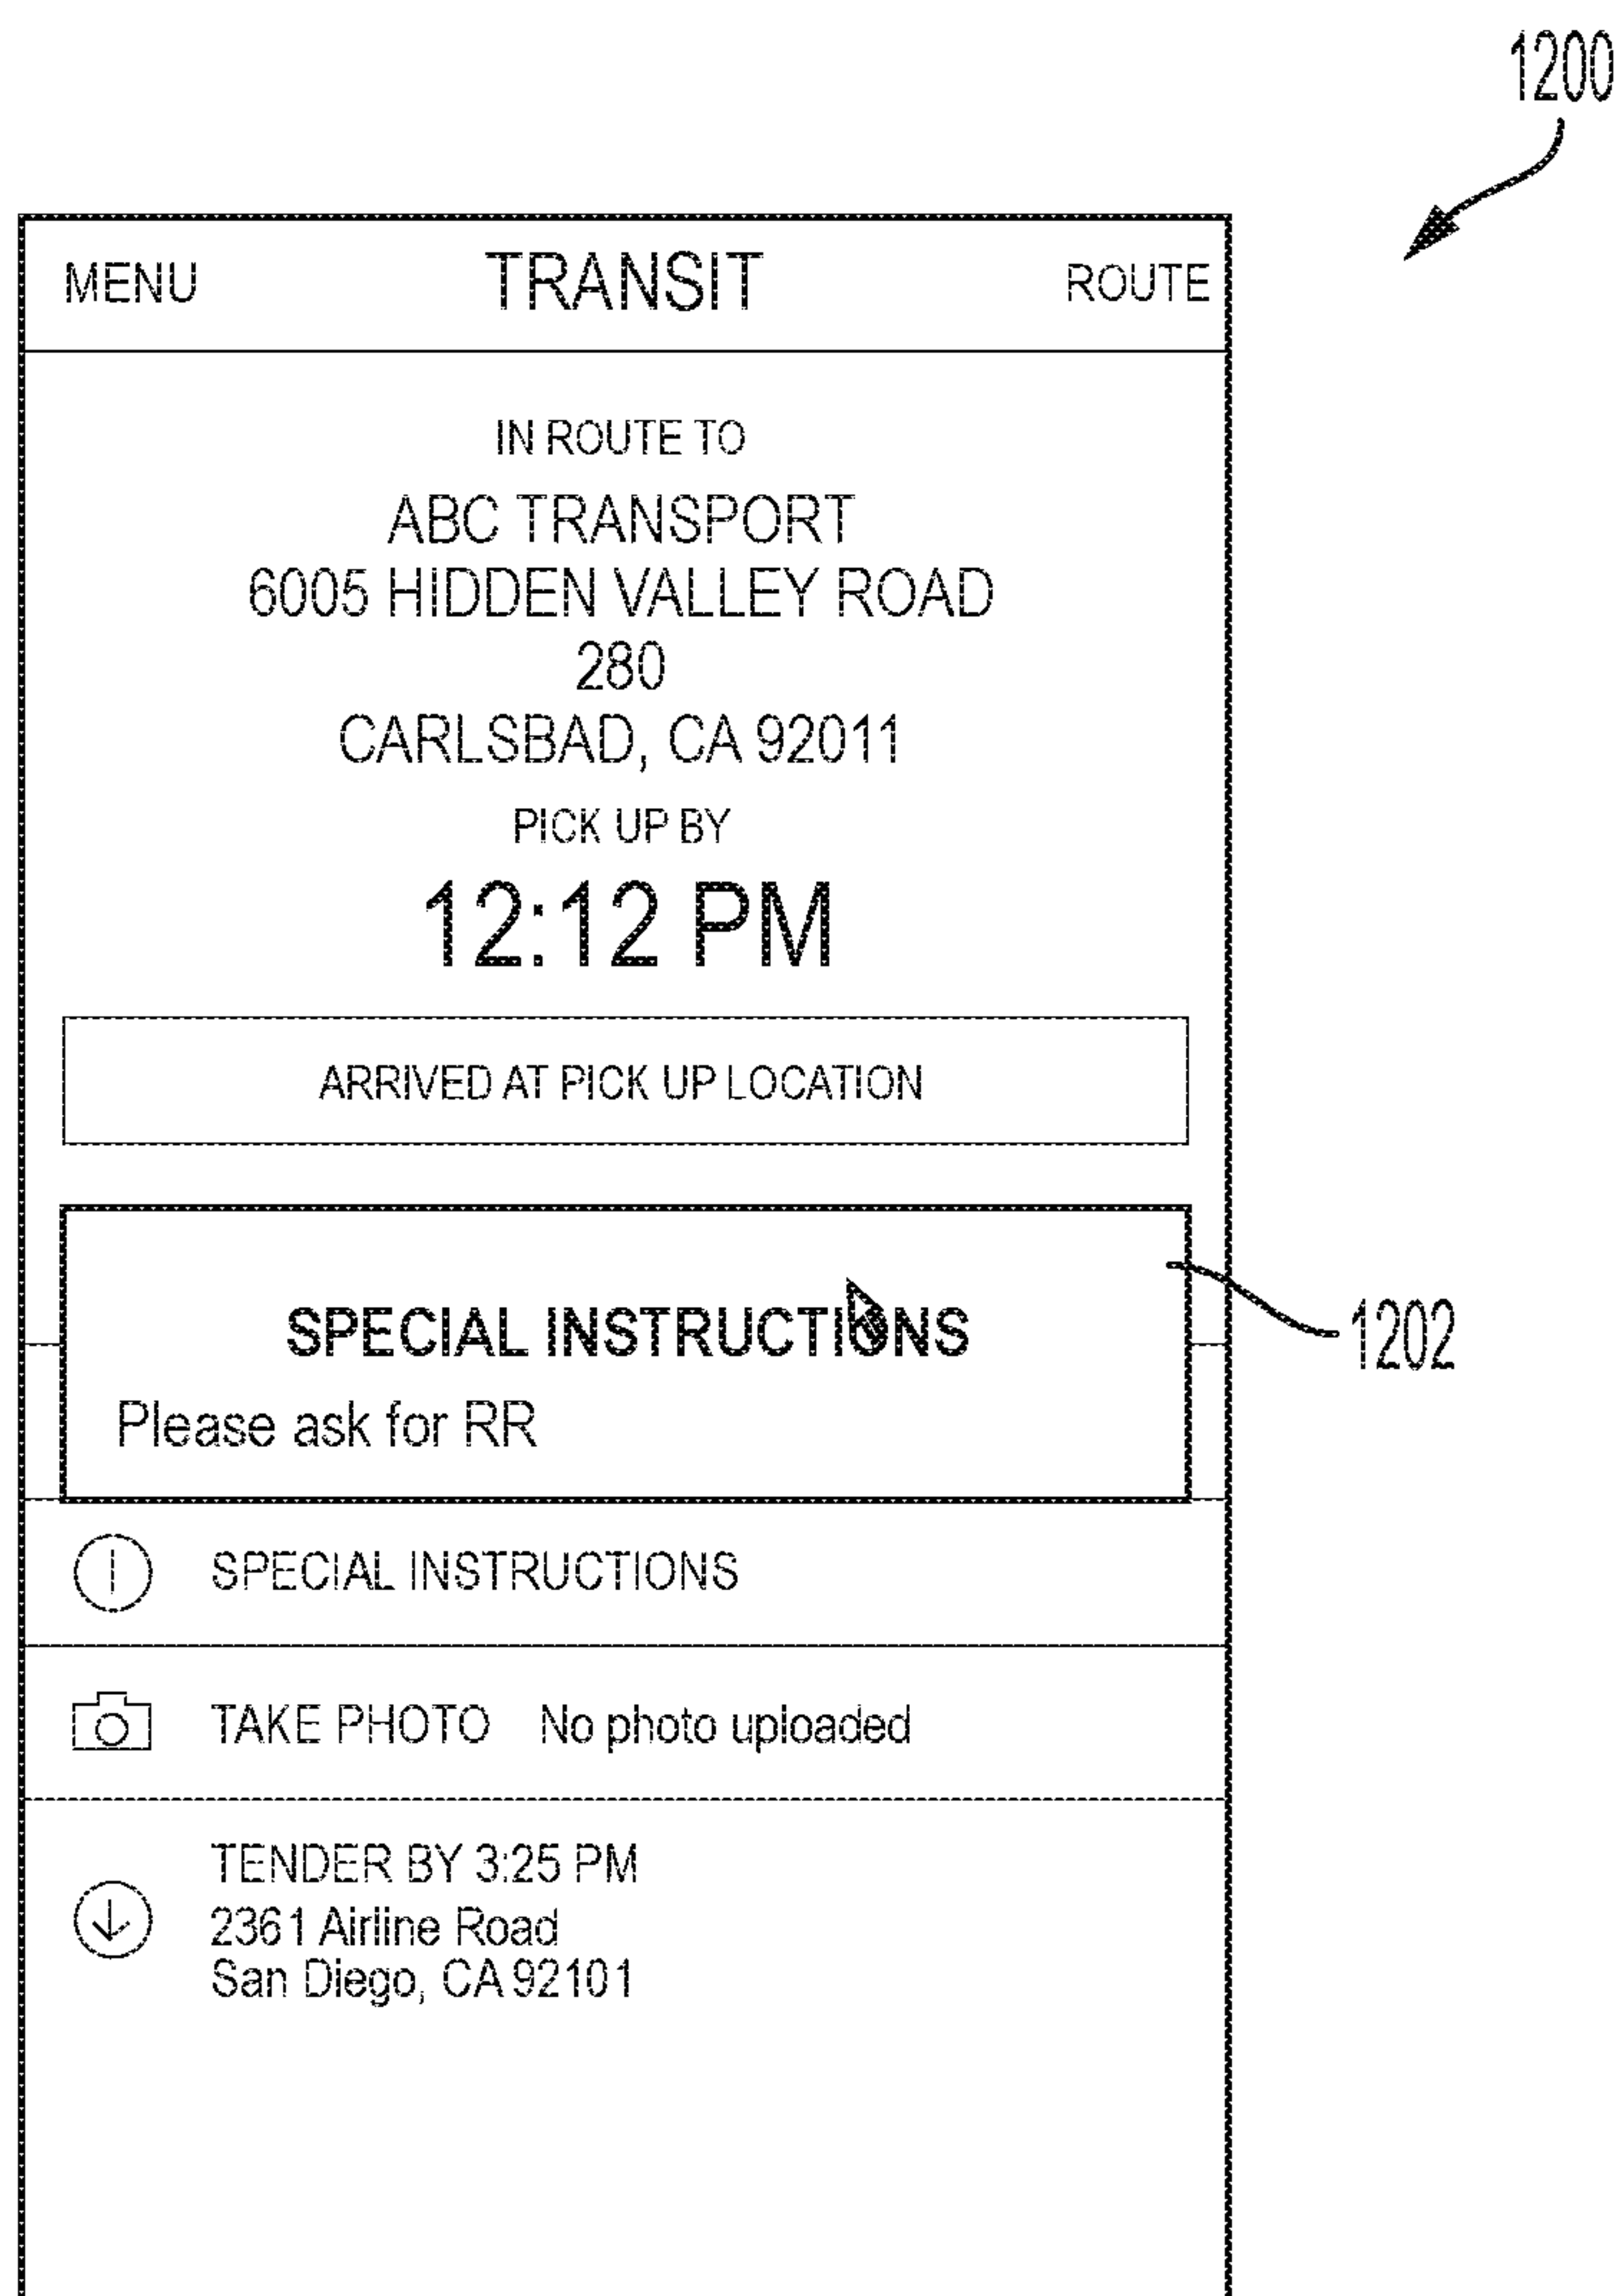 1200
MENU TRANSIT ROUTE
IN ROUTE TO
ABC TRANSPORT
6005 HIDDEN VALLEY ROAD
280
CARLSBAD, CA 92011
PICK UP BY
12:12 PM
ARRIVED AT PICK UP LOCATION
SPECIAL INSTRUCTIONS
1202
Please ask for RR
SPECIAL INSTRUCTIONS
TAKE PHOTO No photo uploaded
TENDER BY 3:25 PM
2361 Airline Road
San Diego, CA 92101